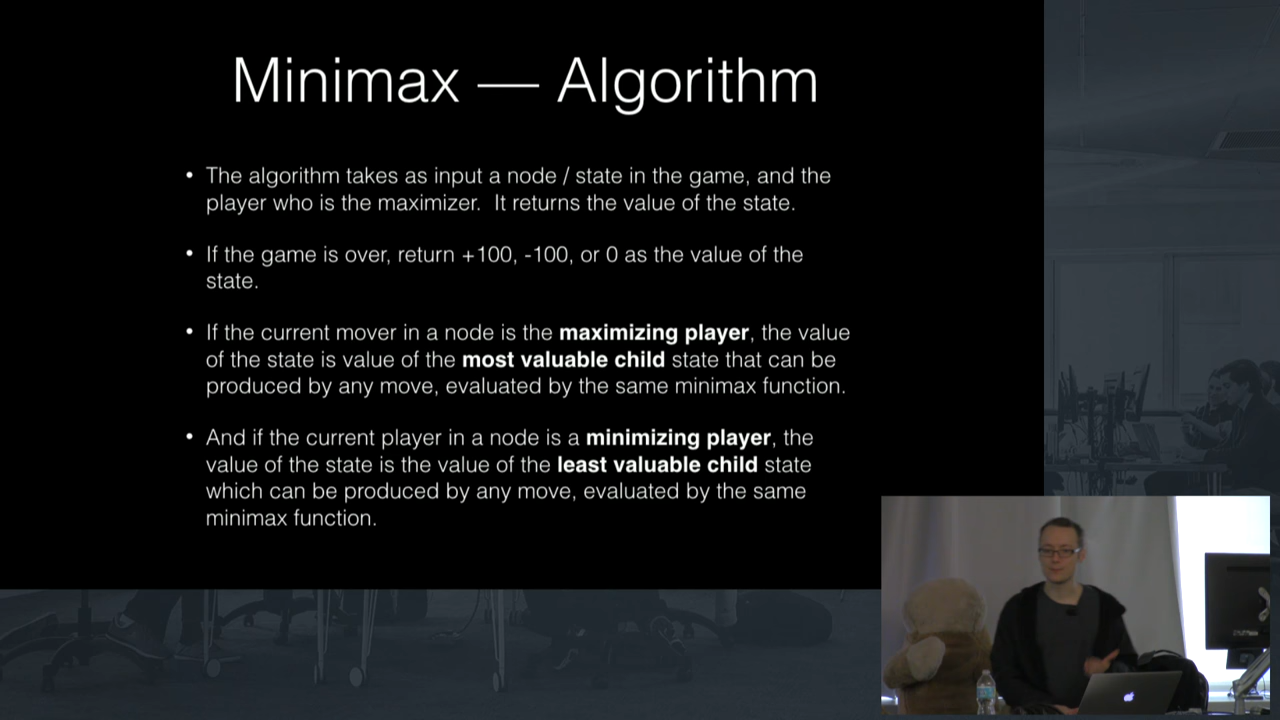 Minimax — Algorithm
• The algorithm takes as input a node / state in the game, and the
player who is the maximizer.  It returns the value of the state.
• If the game is over, return +100, -100, or 0 as the value of the
state.
• If the current mover in a node is the maximizing player, the value
of the state is value of the most valuable child state that can be
produced by any move, evaluated by the same minimax function.
• And if the current player in a node is a minimizing player, the
value of the state is the value of the least valuable child state
which can be produced by any move, evaluated by the same
minimax function.